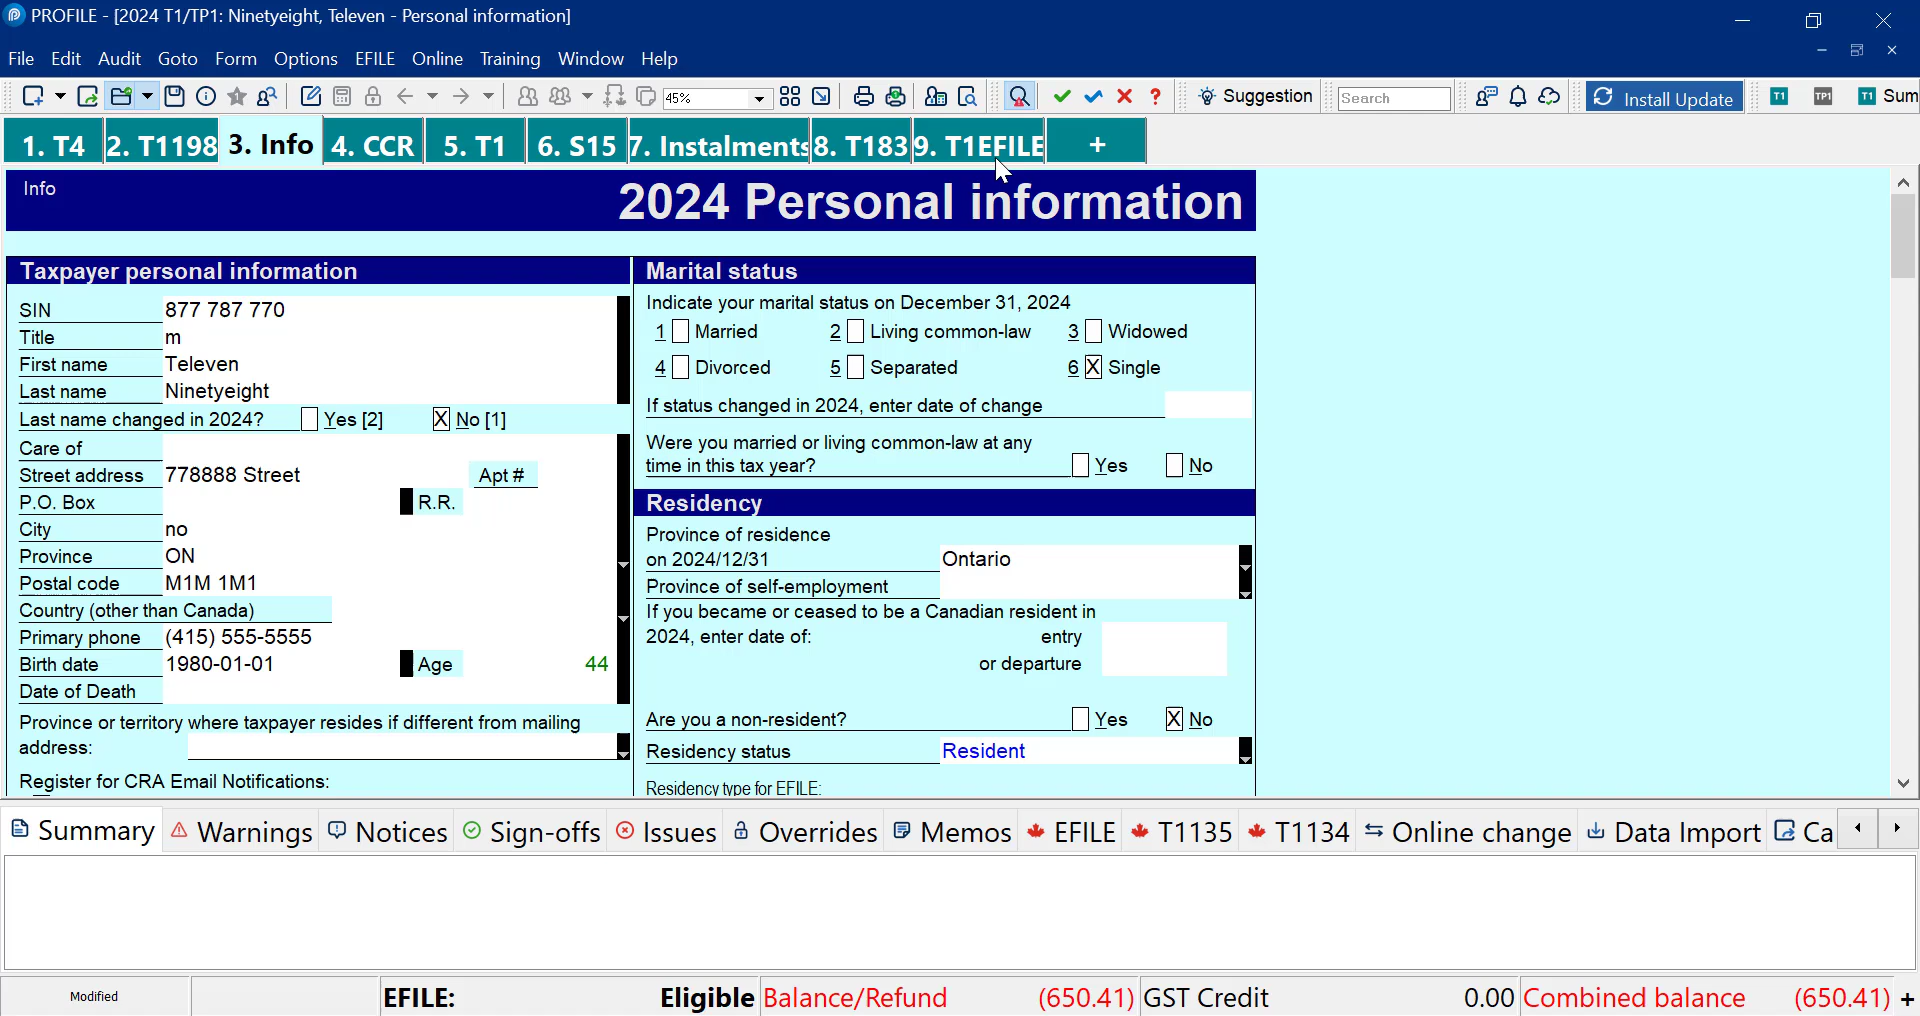 PROFILE - [2024 T1/TP1: Ninetyeight, Televen - Personal information]
File Edit Audit Goto Form Options EFILE Online Training Window Help
45% Suggestion Search Install Update T1 TP1 T1 Sum
1. T4 2. T1198 3. Info 4. CCR 5. T1 6. S15 7. Instalments 8. T183 9. T1EFILE +
Info
2024 Personal information
Taxpayer personal information
SIN 877 787 770
Title m
First name Televen
Last name Ninetyeight
Last name changed in 2024? Yes [2] X No [1]
Care of
Street address 778888 Street Apt #
P.O. Box R.R.
City no
Province ON
Postal code M1M 1M1
Country (other than Canada)
Primary phone (415) 555-5555
Birth date 1980-01-01 Age 44
Date of Death
Province or territory where taxpayer resides if different from mailing
address:
Register for CRA Email Notifications:
Marital status
Indicate your marital status on December 31, 2024
1 Married 2 Living common-law 3 Widowed
4 Divorced 5 Separated 6 X Single
If status changed in 2024, enter date of change
Were you married or living common-law at any
time in this tax year? Yes No
Residency
Province of residence
on 2024/12/31 Ontario
Province of self-employment
If you became or ceased to be a Canadian resident in
2024, enter date of: entry
or departure
Are you a non-resident? Yes X No
Residency status Resident
Residency type for EFILE:
Summary Warnings Notices Sign-offs Issues Overrides Memos EFILE T1135 T1134 Online change Data Import Ca
Modified EFILE: Eligible Balance/Refund (650.41) GST Credit 0.00 Combined balance (650.41) +